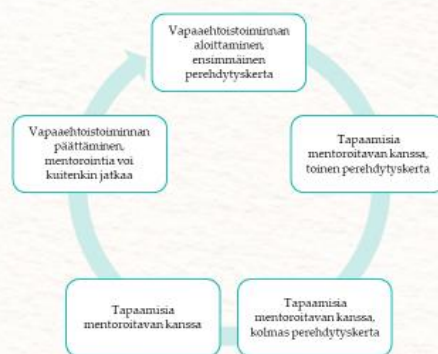 Vapaaehtoistoiminnan
aloittaminen,
ensimmäinen
perehdytyskerta
Tapaamisia
mentoroitavan kanssa,
toinen perehdytyskerta
Tapaamisia
mentoroitavan kanssa,
kolmas perehdytyskerta
Tapaamisia
mentoroitavan kanssa
Vapaaehtoistoiminnan
päättäminen,
mentorointia voi
kuitenkin jatkaa